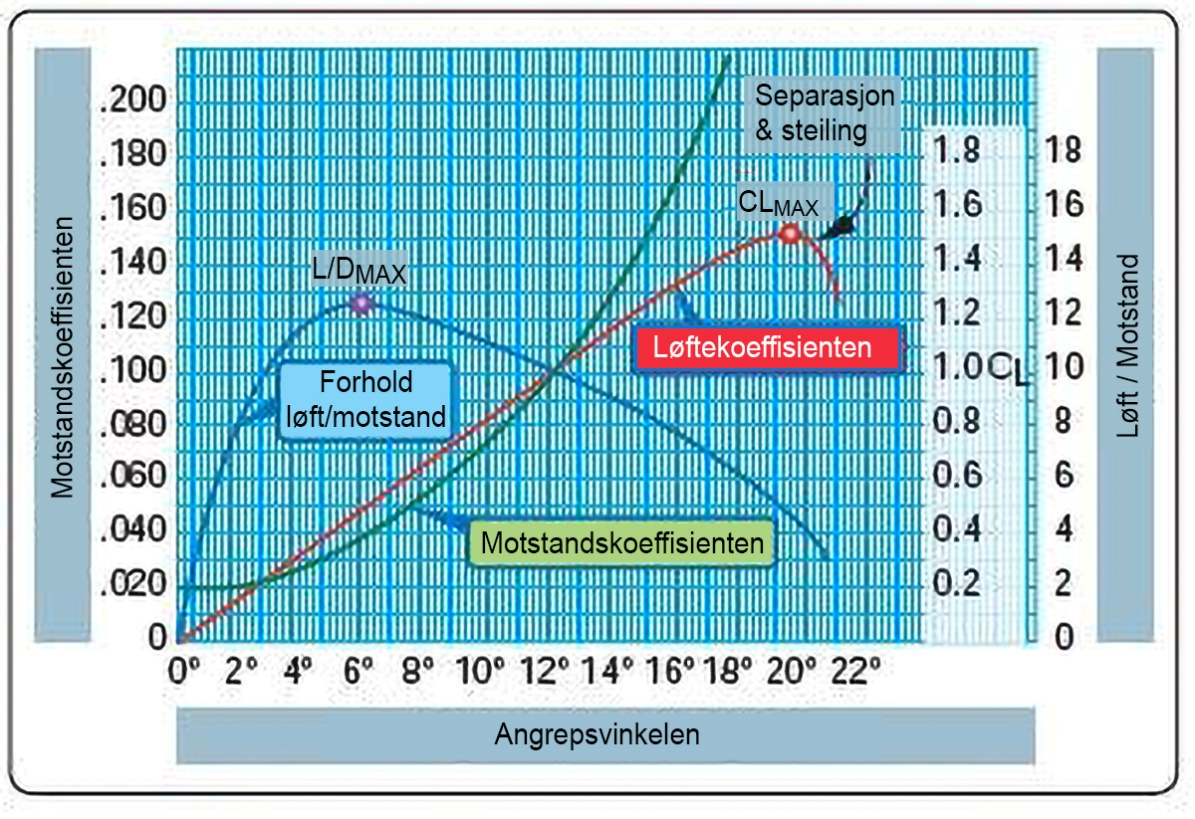 Motstandskoeffisienten
.200
.180
.160
.140
.120
.100
.080
.060
.040
.020
0
Separasjon
& steiling
CLMAX
L/DMAX
Løftekoeffisienten
Forhold
løft/motstand
Motstandskoeffisienten
1.8
1.6
1.4
1.2
1.0 CL
0.8
0.6
0.4
0.2
18
16
14
12
10
8
6
4
2
0
Løft / Motstand
0° 2° 4° 6° 8° 10° 12° 14° 16° 18° 20° 22°
Angrepsvinkelen